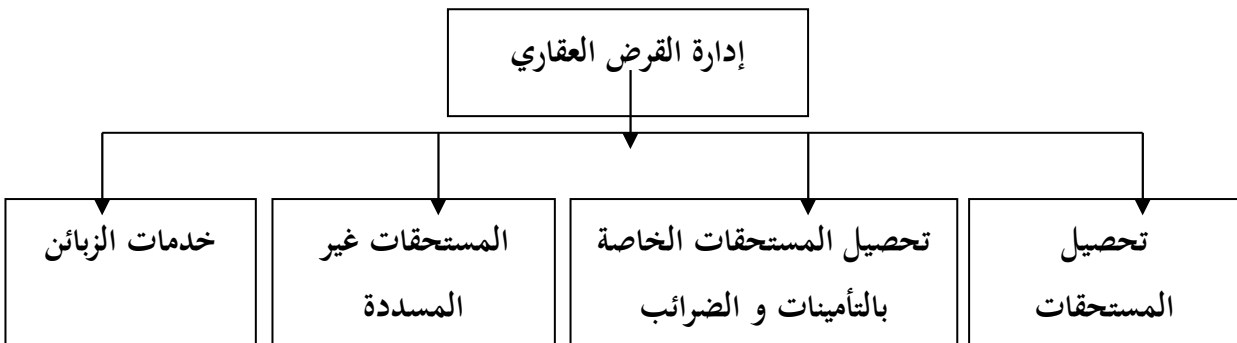 إدارة القرض العقاري
تحصيل
المستحقات
تحصيل المستحقات الخاصة
بالتأمينات و الضرائب
المستحقات غير
المسددة
خدمات الزبائن